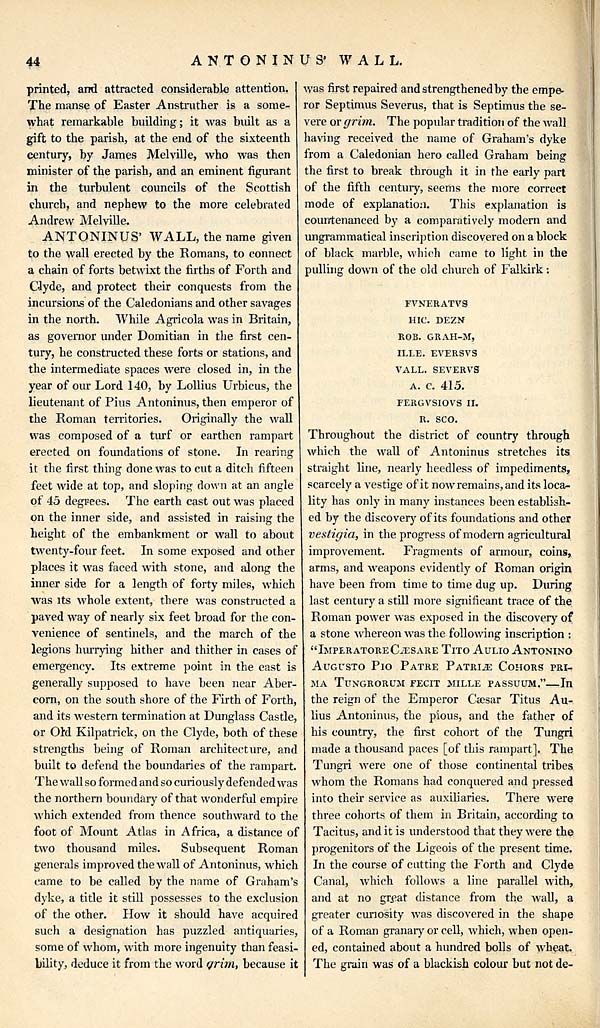 44
ANTONINUS' WALL.
printed, and attracted considerable attention.
The manse of Easter Anstruther is a some-
what remarkable building; it was built as a
gift to the parish, at the end of the sixteenth
century, by James Melville, who was then
minister of the parish, and an eminent figurant
in the turbulent councils of the Scottish
church, and nephew to the more celebrated
Andrew Melville.
ANTONINUS' WALL, the name given
to the wall erected by the Romans, to connect
a chain of forts betwixt the firths of Forth and
Clyde, and protect their conquests from the
incursions of the Caledonians and other savages
in the north. While Agricola was in Britain,
as governor under Domitian in the first cen-
tury, he constructed these forts or stations, and
the intermediate spaces were closed in, in the
year of our Lord 140, by Lollius Urbicus, the
lieutenant of Pius Antoninus, then emperor of
the Roman territories. Originally the wall
was composed of a turf or earthen rampart
erected on foundations of stone. In rearing
it the first thing done was to cut a ditch fifteen
feet wide at top, and sloping down at an angle
of 45 degrees. The earth cast out was placed
on the inner side, and assisted in raising the
height of the embankment or wall to about
twenty-four feet. In some exposed and other
places it was faced with stone, and along the
inner side for a length of forty miles, which
was its whole extent, there was constructed a
paved way of nearly six feet broad for the con-
venience of sentinels, and the march of the
legions hurrying hither and thither in cases of
emergency. Its extreme point in the east is
generally supposed to have been near Aber-
corn, on the south shore of the Firth of Forth,
and its western termination at Dunglass Castle,
or Old Kilpatrick, on the Clyde, both of these
strengths being of Roman architecture, and
built to defend the boundaries of the rampart.
The wall so formed and so curiously defended was
the northern boundary of that wonderful empire
which extended from thence southward to the
foot of Mount Atlas in Africa, a distance of
two thousand miles. Subsequent Roman
generals improved the wall of Antoninus, which
came to be called by the name of Graham's
dyke, a title it still possesses to the exclusion
of the other. How it should have acquired
such a designation has puzzled antiquaries,
some of whom, with more ingenuity than feasi-
bility, deduce it from the word grim, because it
was first repaired and strengthened by the empe-
ror Septimus Severus, that is Septimus the se-
vere or grim. The popular tradition of the wall
having received the name of Graham's dyke
from a Caledonian hero called Graham being
the first to break through it in the early part
of the fifth century, seems the more correct
mode of explanation. This explanation is
countenanced by a comparatively modern and
ungrammatical inscription discovered on a block
of black marble, which came to light in the
pulling down of the old church of Falkirk:
FVNERATVS
HIC. DEZN
ROB. GRAH-M,
ILLE. EVERSVS
VALL. SEVERVS
A. C. 415.
FERGVSIOVS II.
R. SCO.
Throughout the district of country through
which the wall of Antoninus stretches its
straight line, nearly heedless of impediments,
scarcely a vestige of it now remains, and its loca-
lity has only in many instances been establish-
ed by the discovery of its foundations and other
vestigia, in the progress of modern agricultural
improvement. Fragments of armour, coins,
arms, and weapons evidently of Roman origin
have been from time to time dug up. During
last century a still more significant trace of the
Roman power was exposed in the discovery of
a stone whereon was the following inscription:
"IMPERATORE CÆSARE TITO AULIO ANTONINO
AUGUSTO PIO PATRE PATRIÆ COHORS PRI-
MA TUNGRORUM FECIT MILLE PASSUUM."—In
the reign of the Emperor Cæsar Titus Au-
lius Antoninus, the pious, and the father of
his country, the first cohort of the Tungri
made a thousand paces [of this rampart]. The
Tungri were one of those continental tribes
whom the Romans had conquered and pressed
into their service as auxiliaries. There were
three cohorts of them in Britain, according to
Tacitus, and it is understood that they were the
progenitors of the Ligeois of the present time.
In the course of cutting the Forth and Clyde
Canal, which follows a line parallel with,
and at no great distance from the wall, a
greater curiosity was discovered in the shape
of a Roman granary or cell, which, when open-
ed, contained about a hundred bolls of wheat.
The grain was of a blackish colour but not de-